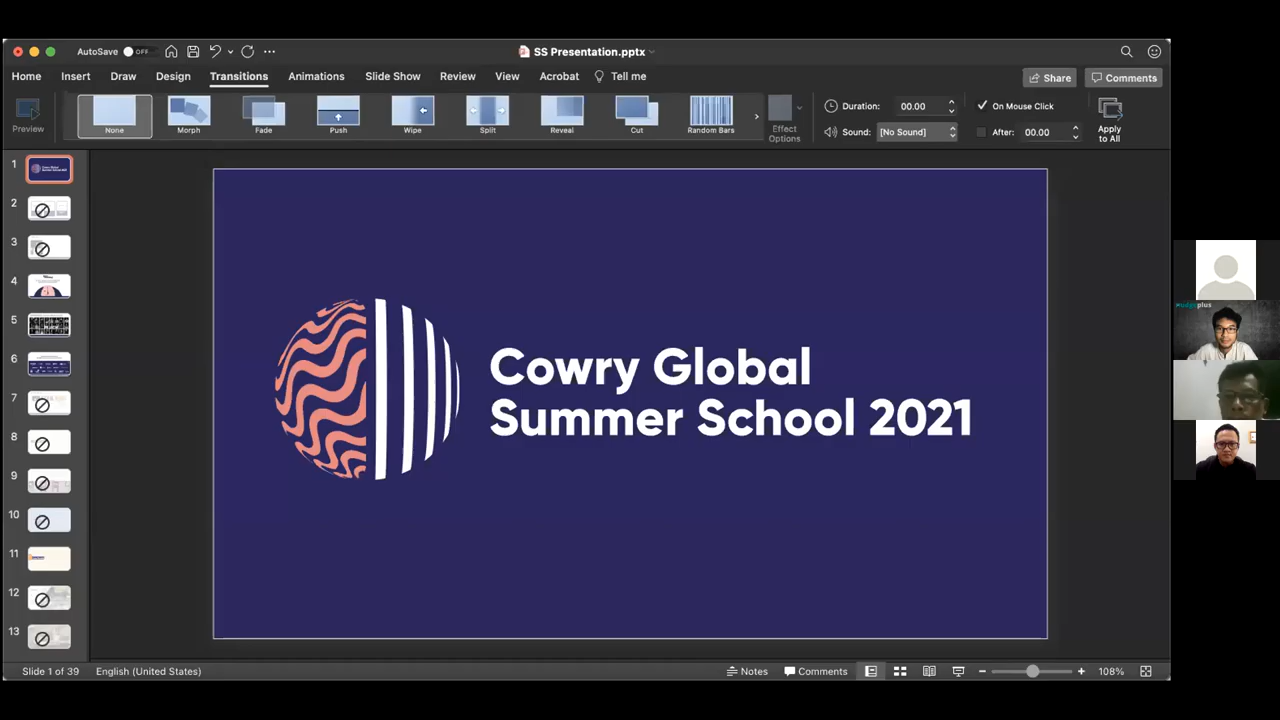 AutoSave OFF
SS Presentation.pptx
Home Insert Draw Design Transitions Animations Slide Show Review View Acrobat Tell me
Share Comments
Preview
None Morph Fade Push Wipe Split Reveal Cut Random Bars
Effect Options
Duration: 00.00
Sound: [No Sound]
On Mouse Click
After: 00.00
Apply To All
1
2
3
4
5
6
7
8
9
10
11
12
13
Cowry Global
Summer School 2021
nudgeplus
Slide 1 of 39 English (United States) Notes Comments 108%